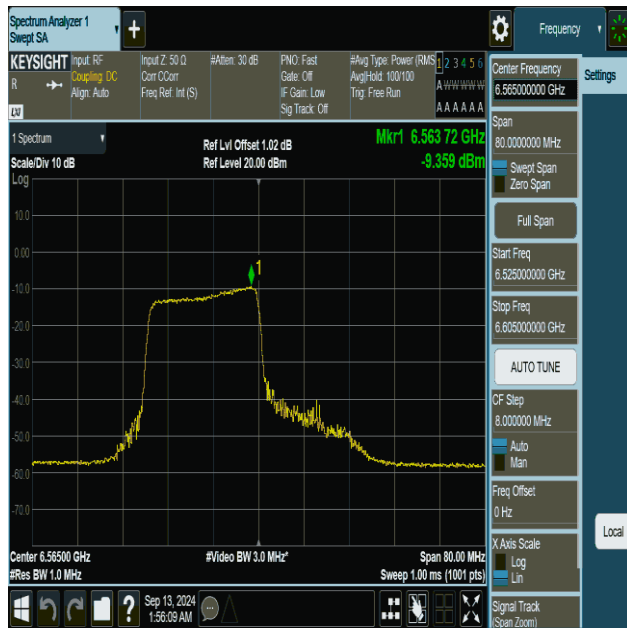 Spectrum Analyzer 1
Swept SA
Frequency
KEYSIGHT
R
LXI
Input: RF
Coupling: DC
Align: Auto
Input Z: 50 Ω
Corr CCorr
Freq Ref: Int (S)
#Atten: 30 dB
PNO: Fast
Gate: Off
IF Gain: Low
Sig Track: Off
#Avg Type: Power (RMS
Avg|Hold: 100/100
Trig: Free Run
1 2 3 4 5 6
A W W W W W
A A A A A A
1 Spectrum
Scale/Div 10 dB
Ref Lvl Offset 1.02 dB
Ref Level 20.00 dBm
Mkr1 6.563 72 GHz
-9.359 dBm
Log
10.0
0.00
-10.0
-20.0
-30.0
-40.0
-50.0
-60.0
-70.0
1
Center 6.56500 GHz
#Res BW 1.0 MHz
#Video BW 3.0 MHz*
Span 80.00 MHz
Sweep 1.00 ms (1001 pts)
Center Frequency
6.565000000 GHz
Settings
Span
80.0000000 MHz
Swept Span
Zero Span
Full Span
Start Freq
6.525000000 GHz
Stop Freq
6.605000000 GHz
AUTO TUNE
CF Step
8.000000 MHz
Auto
Man
Freq Offset
0 Hz
X Axis Scale
Log
Lin
Local
Signal Track
(Span Zoom)
?
Sep 13, 2024
1:56:09 AM